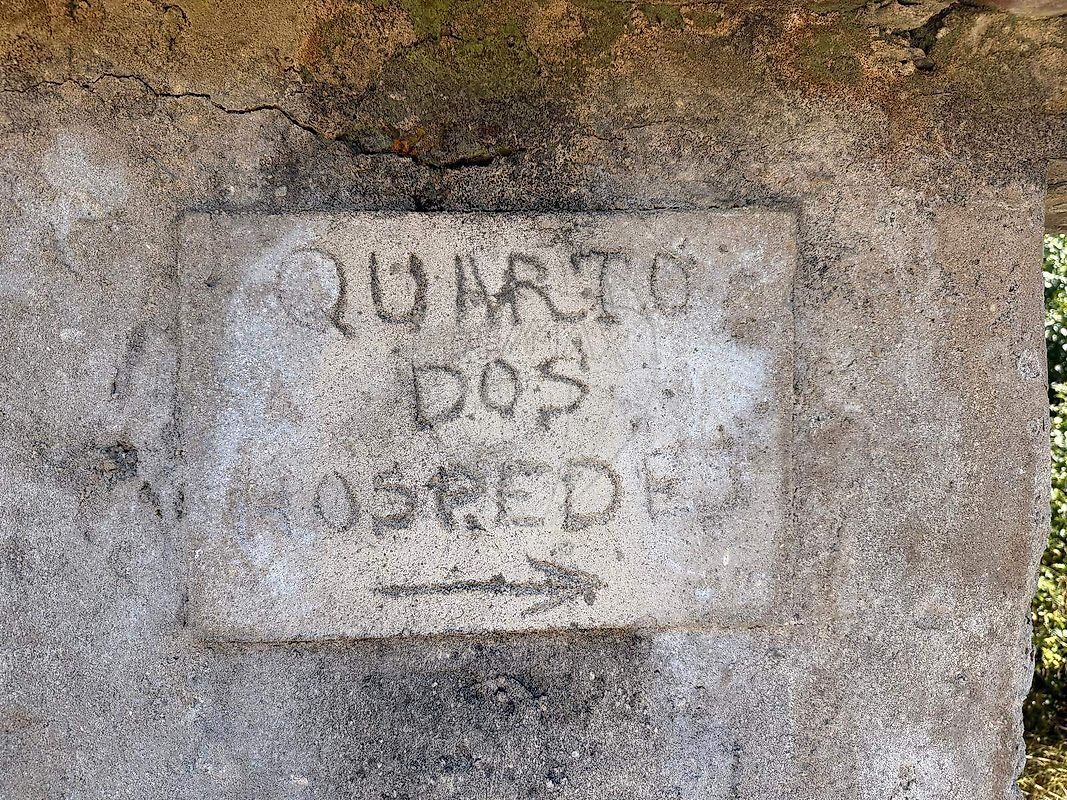 QUARTO
DOS
HOSPEDES
→